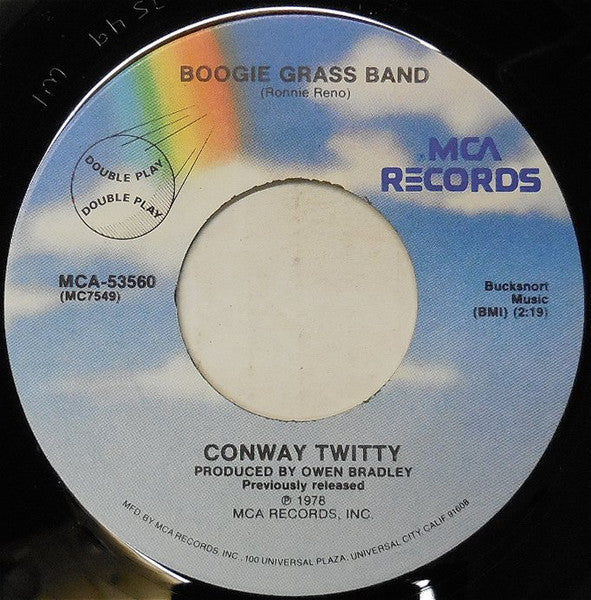 BOOGIE GRASS BAND
(Ronnie Reno)
MCA
RECORDS
DOUBLE PLAY
DOUBLE PLAY
MCA-53560
(MC7549)
Bucksnort
Music
(BMI) (2:19)
CONWAY TWITTY
PRODUCED BY OWEN BRADLEY
Previously released
℗ 1978
MCA RECORDS, INC.
MFD. BY MCA RECORDS, INC., 100 UNIVERSAL PLAZA, UNIVERSAL CITY, CALIF. 91608